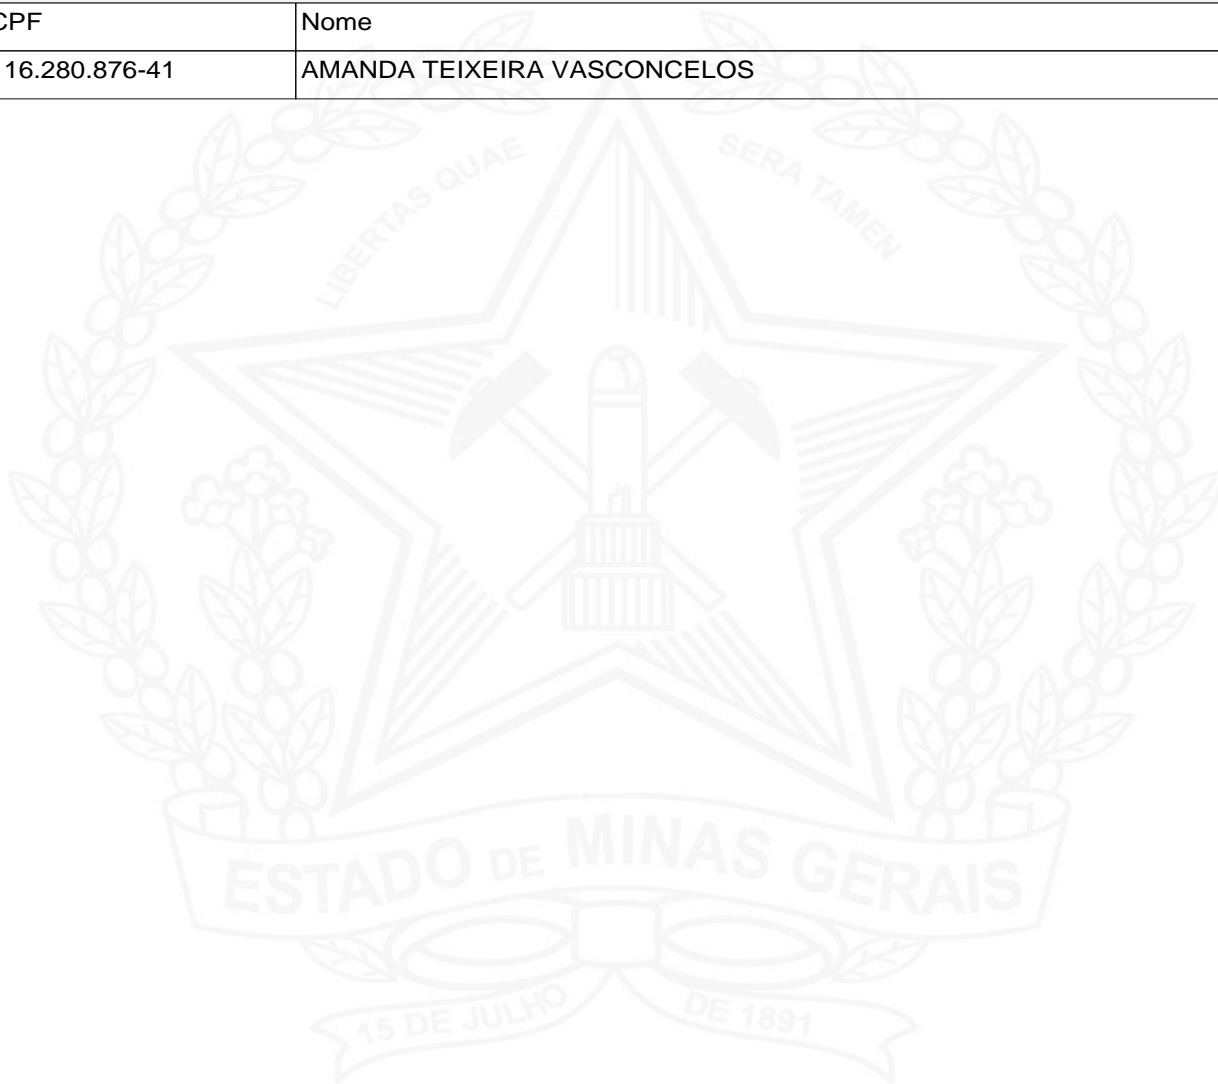 CPF Nome
16.280.876-41 AMANDA TEIXEIRA VASCONCELOS
LIBERTAS QUAE SERA TAMEN
ESTADO DE MINAS GERAIS
15 DE JULHO DE 1891